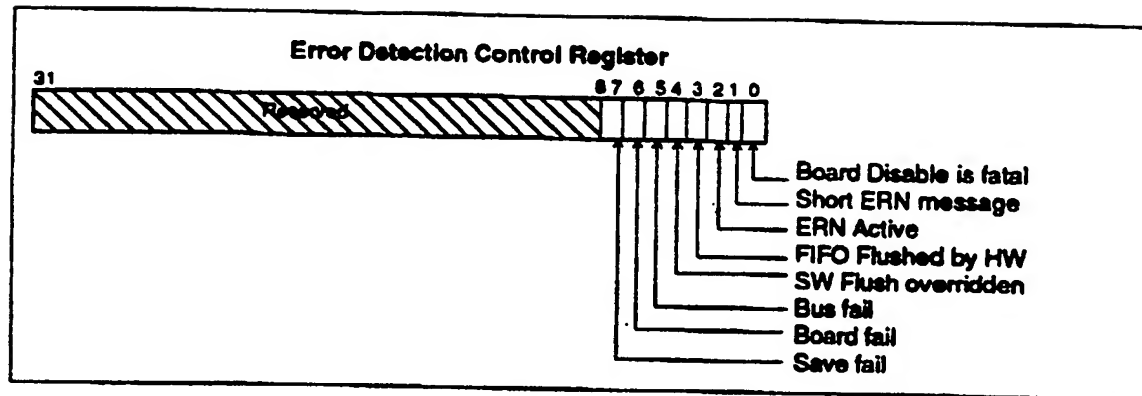 Error Detection Control Register
31 8 7 6 5 4 3 2 1 0
Reserved
Board Disable is fatal
Short ERN message
ERN Active
FIFO Flushed by HW
SW Flush overridden
Bus fail
Board fail
Save fail